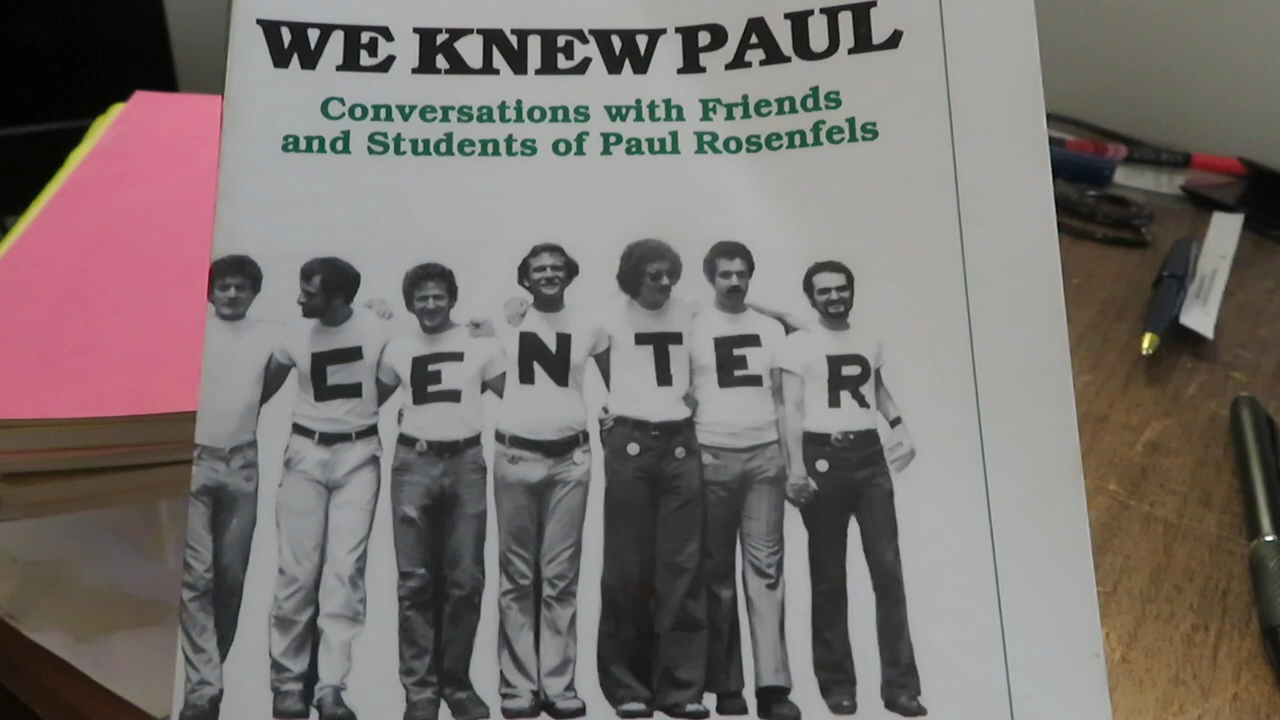 WE KNEW PAUL
Conversations with Friends
and Students of Paul Rosenfels
C E N T E R